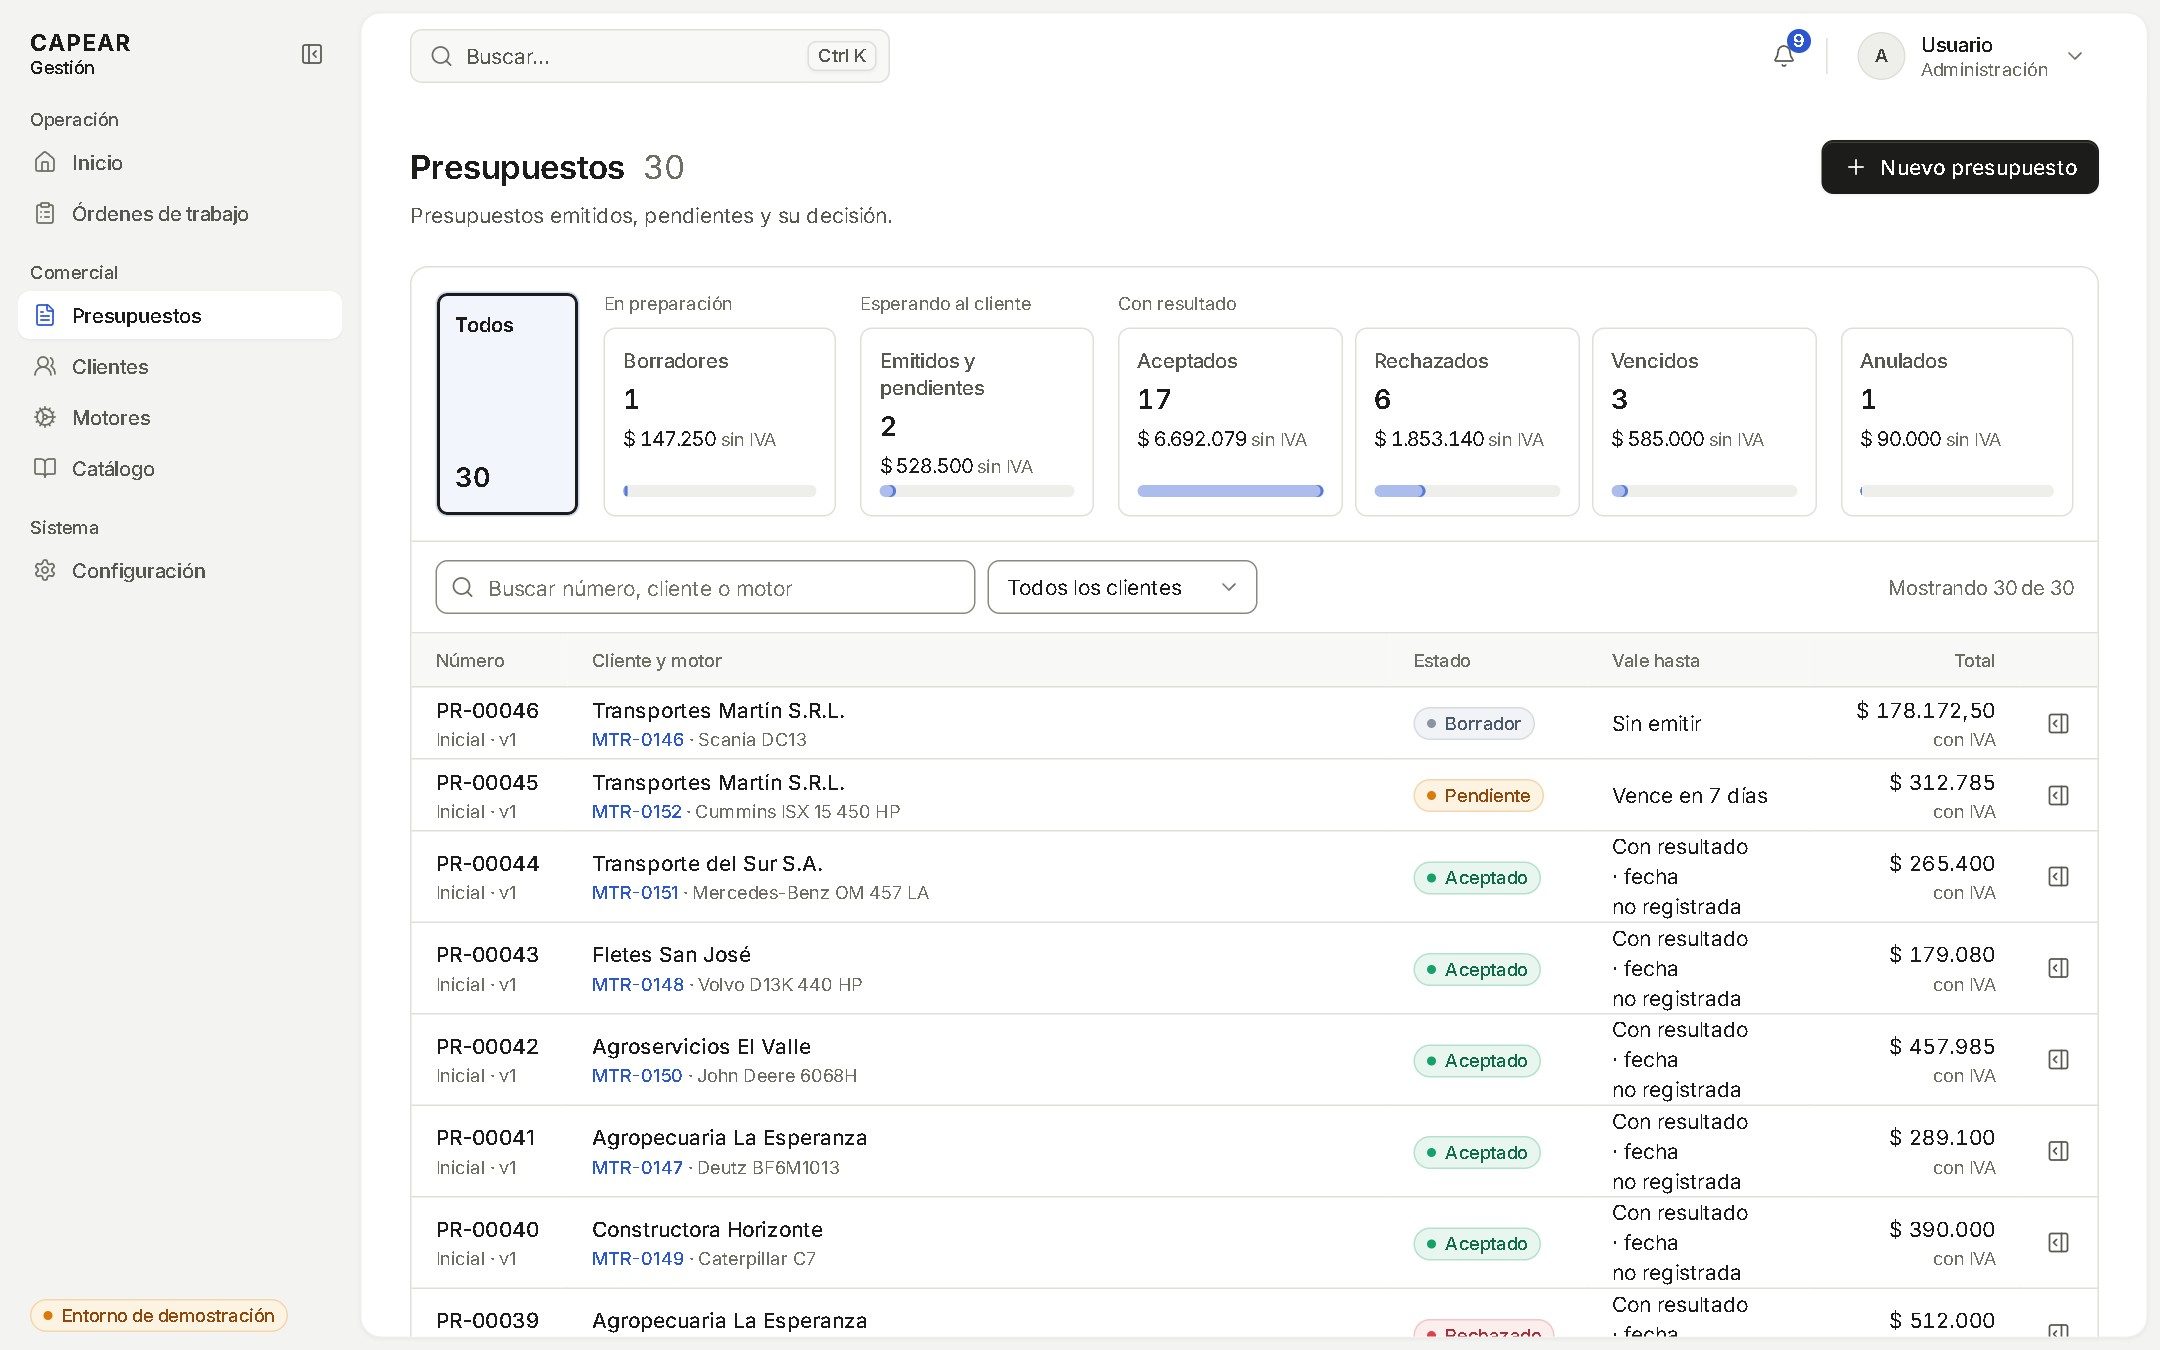 CAPEAR
Gestión
Operación
Inicio
Órdenes de trabajo
Comercial
Presupuestos
Clientes
Motores
Catálogo
Sistema
Configuración
Entorno de demostración
Buscar...
Ctrl K
9
A
Usuario
Administración
Presupuestos 30
Presupuestos emitidos, pendientes y su decisión.
+ Nuevo presupuesto
Todos
30
En preparación
Borradores
1
$ 147.250 sin IVA
Esperando al cliente
Emitidos y
pendientes
2
$ 528.500 sin IVA
Con resultado
Aceptados
17
$ 6.692.079 sin IVA
Rechazados
6
$ 1.853.140 sin IVA
Vencidos
3
$ 585.000 sin IVA
Anulados
1
$ 90.000 sin IVA
Buscar número, cliente o motor
Todos los clientes
Mostrando 30 de 30
Número Cliente y motor Estado Vale hasta Total
PR-00046 Transportes Martín S.R.L. Borrador Sin emitir $ 178.172,50
Inicial · v1 MTR-0146 · Scania DC13 con IVA
PR-00045 Transportes Martín S.R.L. Pendiente Vence en 7 días $ 312.785
Inicial · v1 MTR-0152 · Cummins ISX 15 450 HP con IVA
PR-00044 Transporte del Sur S.A. Aceptado $ 265.400
Inicial · v1 MTR-0151 · Mercedes-Benz OM 457 LA con IVA
Con resultado
· fecha
no registrada
PR-00043 Fletes San José Aceptado $ 179.080
Inicial · v1 MTR-0148 · Volvo D13K 440 HP con IVA
Con resultado
· fecha
no registrada
PR-00042 Agroservicios El Valle Aceptado $ 457.985
Inicial · v1 MTR-0150 · John Deere 6068H con IVA
Con resultado
· fecha
no registrada
PR-00041 Agropecuaria La Esperanza Aceptado $ 289.100
Inicial · v1 MTR-0147 · Deutz BF6M1013 con IVA
Con resultado
· fecha
no registrada
PR-00040 Constructora Horizonte Aceptado $ 390.000
Inicial · v1 MTR-0149 · Caterpillar C7 con IVA
Con resultado
· fecha
no registrada
PR-00039 Agropecuaria La Esperanza Rechazado $ 512.000
Con resultado
· fecha